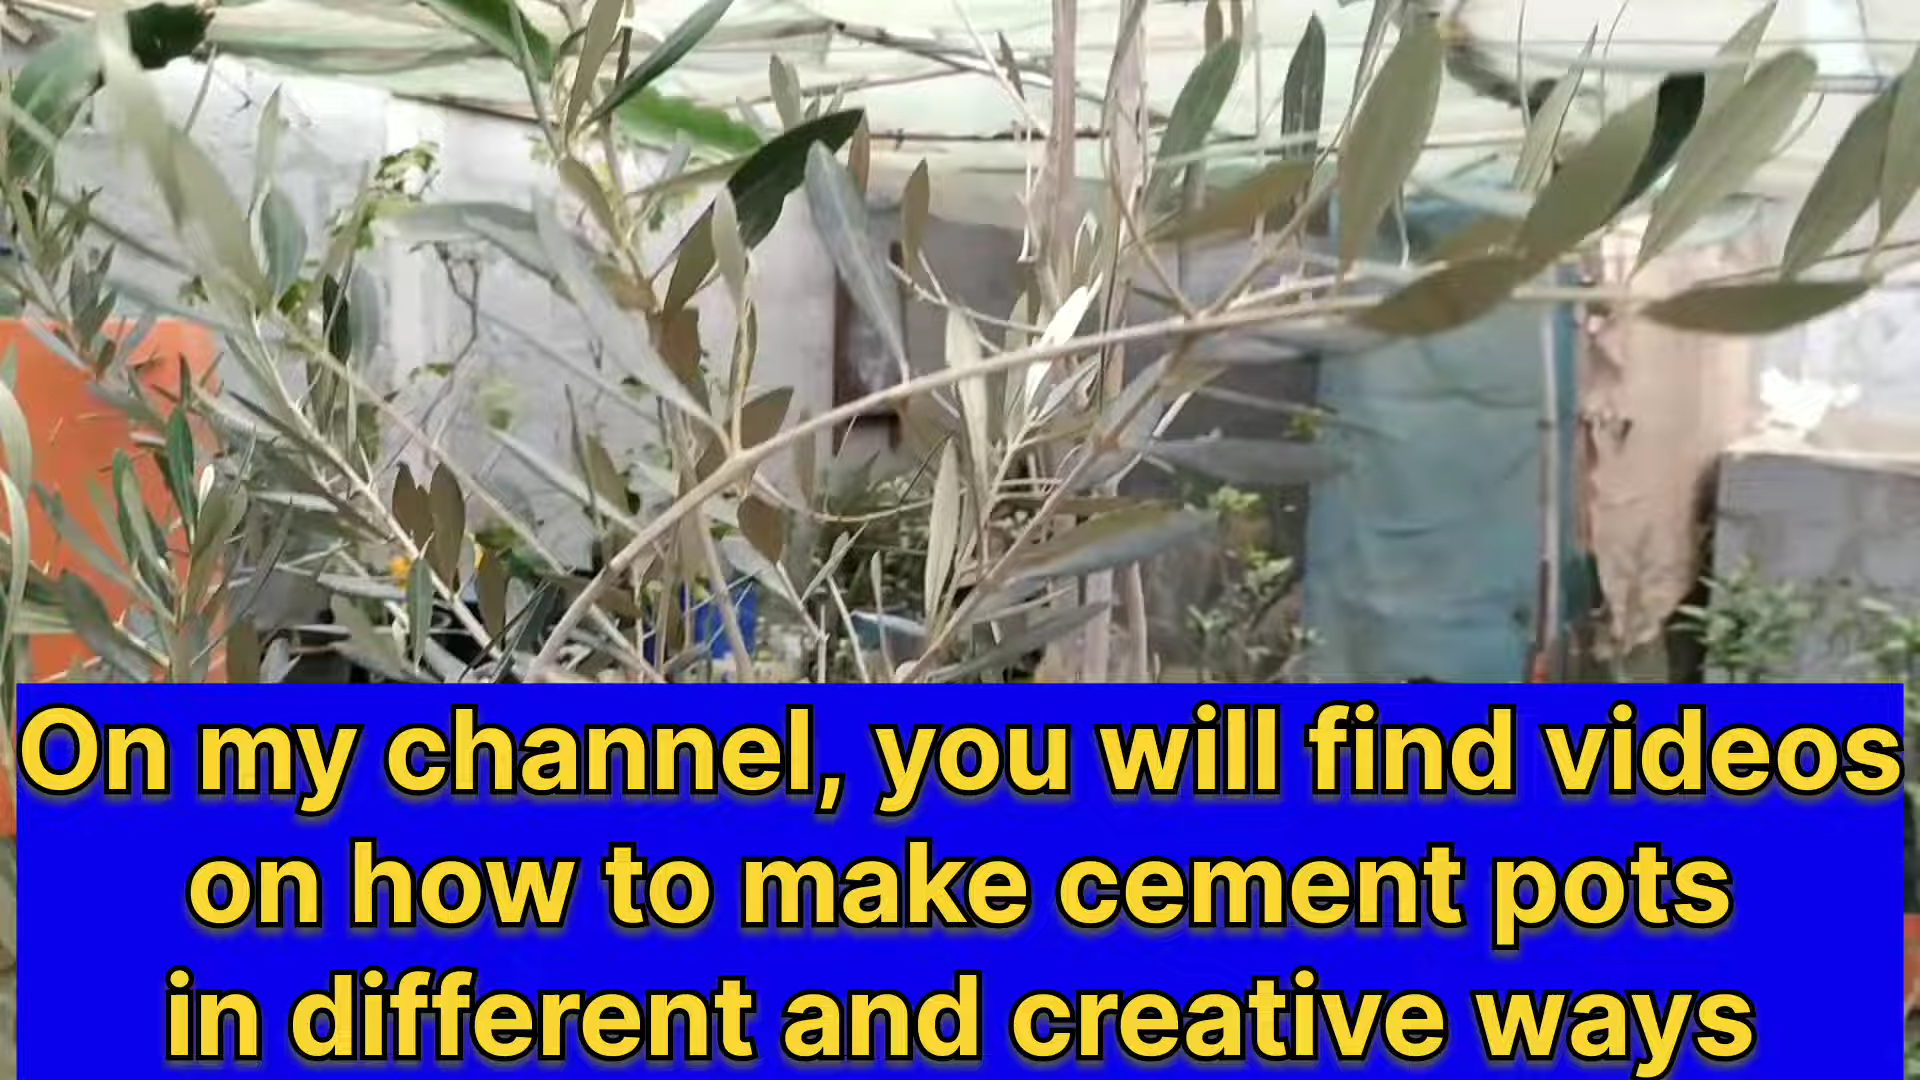 On my channel, you will find videos
on how to make cement pots
in different and creative ways